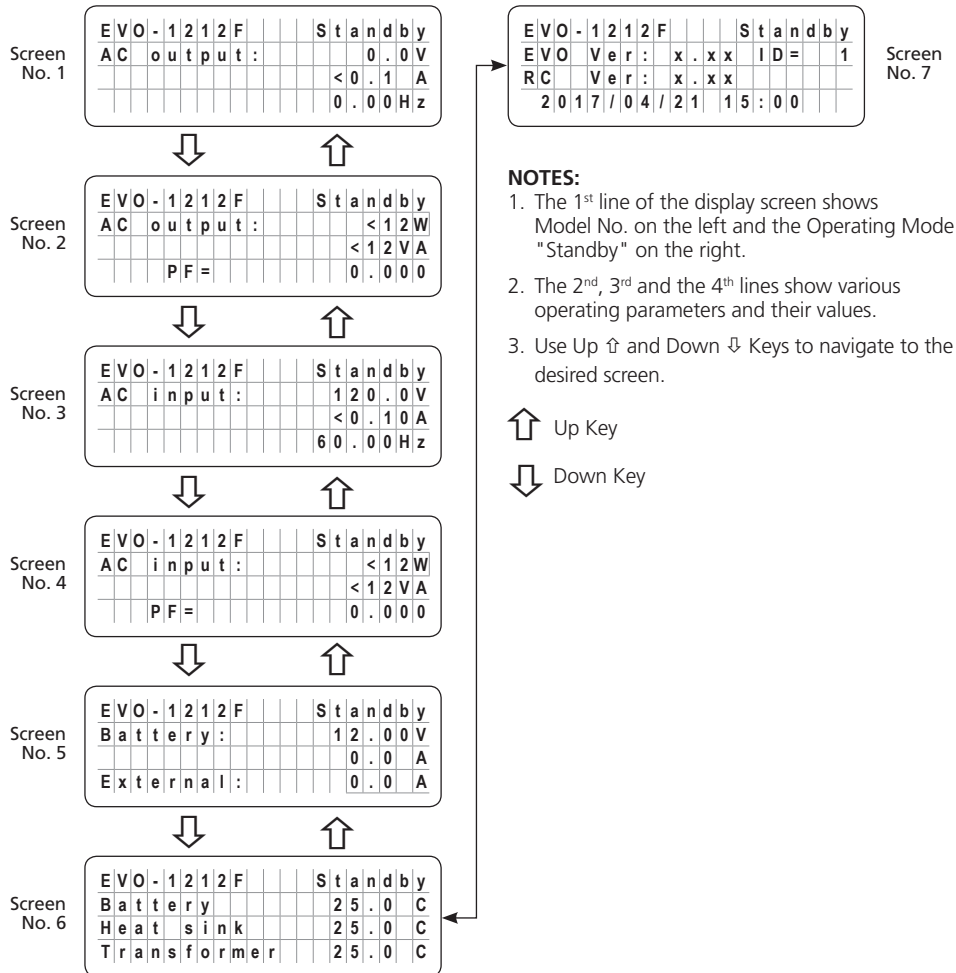 Screen No. 1
EVO-1212F Standby
AC output: 0.0V
<0.1 A
0.00Hz
Screen No. 2
EVO-1212F Standby
AC output: <12W
<12VA
PF= 0.000
Screen No. 3
EVO-1212F Standby
AC input: 120.0V
<0.10A
60.00Hz
Screen No. 4
EVO-1212F Standby
AC input: <12W
<12VA
PF= 0.000
Screen No. 5
EVO-1212F Standby
Battery: 12.00V
0.0 A
External: 0.0 A
Screen No. 6
EVO-1212F Standby
Battery 25.0 C
Heat sink 25.0 C
Transformer 25.0 C
EVO-1212F Standby
EVO Ver: x.xx ID= 1
RC Ver: x.xx
2017/04/21 15:00
Screen No. 7
NOTES:
1. The 1st line of the display screen shows
Model No. on the left and the Operating Mode
"Standby" on the right.
2. The 2nd, 3rd and the 4th lines show various
operating parameters and their values.
3. Use Up ⇧ and Down ⇩ Keys to navigate to the
desired screen.
⇧ Up Key
⇩ Down Key